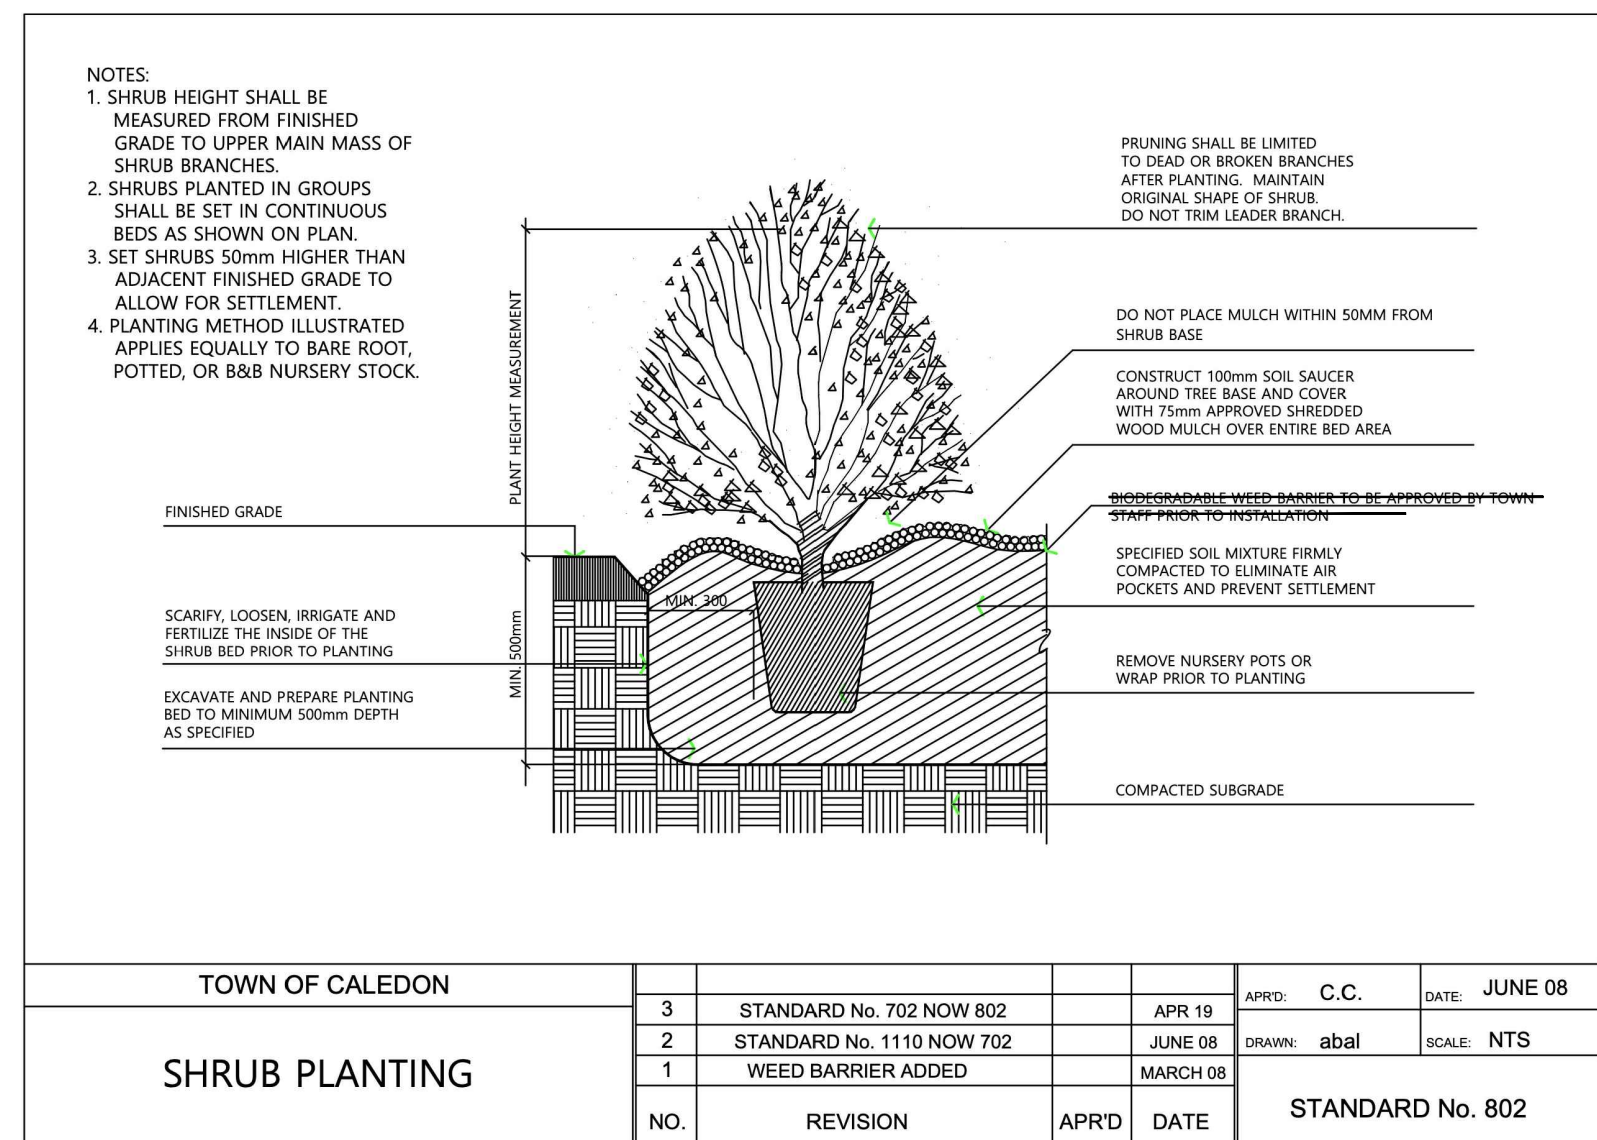 NOTES:
1. SHRUB HEIGHT SHALL BE
MEASURED FROM FINISHED
GRADE TO UPPER MAIN MASS OF
SHRUB BRANCHES.
2. SHRUBS PLANTED IN GROUPS
SHALL BE SET IN CONTINUOUS
BEDS AS SHOWN ON PLAN.
3. SET SHRUBS 50mm HIGHER THAN
ADJACENT FINISHED GRADE TO
ALLOW FOR SETTLEMENT.
4. PLANTING METHOD ILLUSTRATED
APPLIES EQUALLY TO BARE ROOT,
POTTED, OR B&B NURSERY STOCK.
FINISHED GRADE
SCARIFY, LOOSEN, IRRIGATE AND
FERTILIZE THE INSIDE OF THE
SHRUB BED PRIOR TO PLANTING
EXCAVATE AND PREPARE PLANTING
BED TO MINIMUM 500mm DEPTH
AS SPECIFIED
PLANT HEIGHT MEASUREMENT
MIN. 500mm
MIN. 300
PRUNING SHALL BE LIMITED
TO DEAD OR BROKEN BRANCHES
AFTER PLANTING. MAINTAIN
ORIGINAL SHAPE OF SHRUB.
DO NOT TRIM LEADER BRANCH.
DO NOT PLACE MULCH WITHIN 50MM FROM
SHRUB BASE
CONSTRUCT 100mm SOIL SAUCER
AROUND TREE BASE AND COVER
WITH 75mm APPROVED SHREDDED
WOOD MULCH OVER ENTIRE BED AREA
BIODEGRADABLE WEED BARRIER TO BE APPROVED BY TOWN
STAFF PRIOR TO INSTALLATION
SPECIFIED SOIL MIXTURE FIRMLY
COMPACTED TO ELIMINATE AIR
POCKETS AND PREVENT SETTLEMENT
REMOVE NURSERY POTS OR
WRAP PRIOR TO PLANTING
COMPACTED SUBGRADE
TOWN OF CALEDON
SHRUB PLANTING
3 STANDARD No. 702 NOW 802 APR 19
2 STANDARD No. 1110 NOW 702 JUNE 08
1 WEED BARRIER ADDED MARCH 08
NO. REVISION APR'D DATE
APR'D: C.C. DATE: JUNE 08
DRAWN: abal SCALE: NTS
STANDARD No. 802